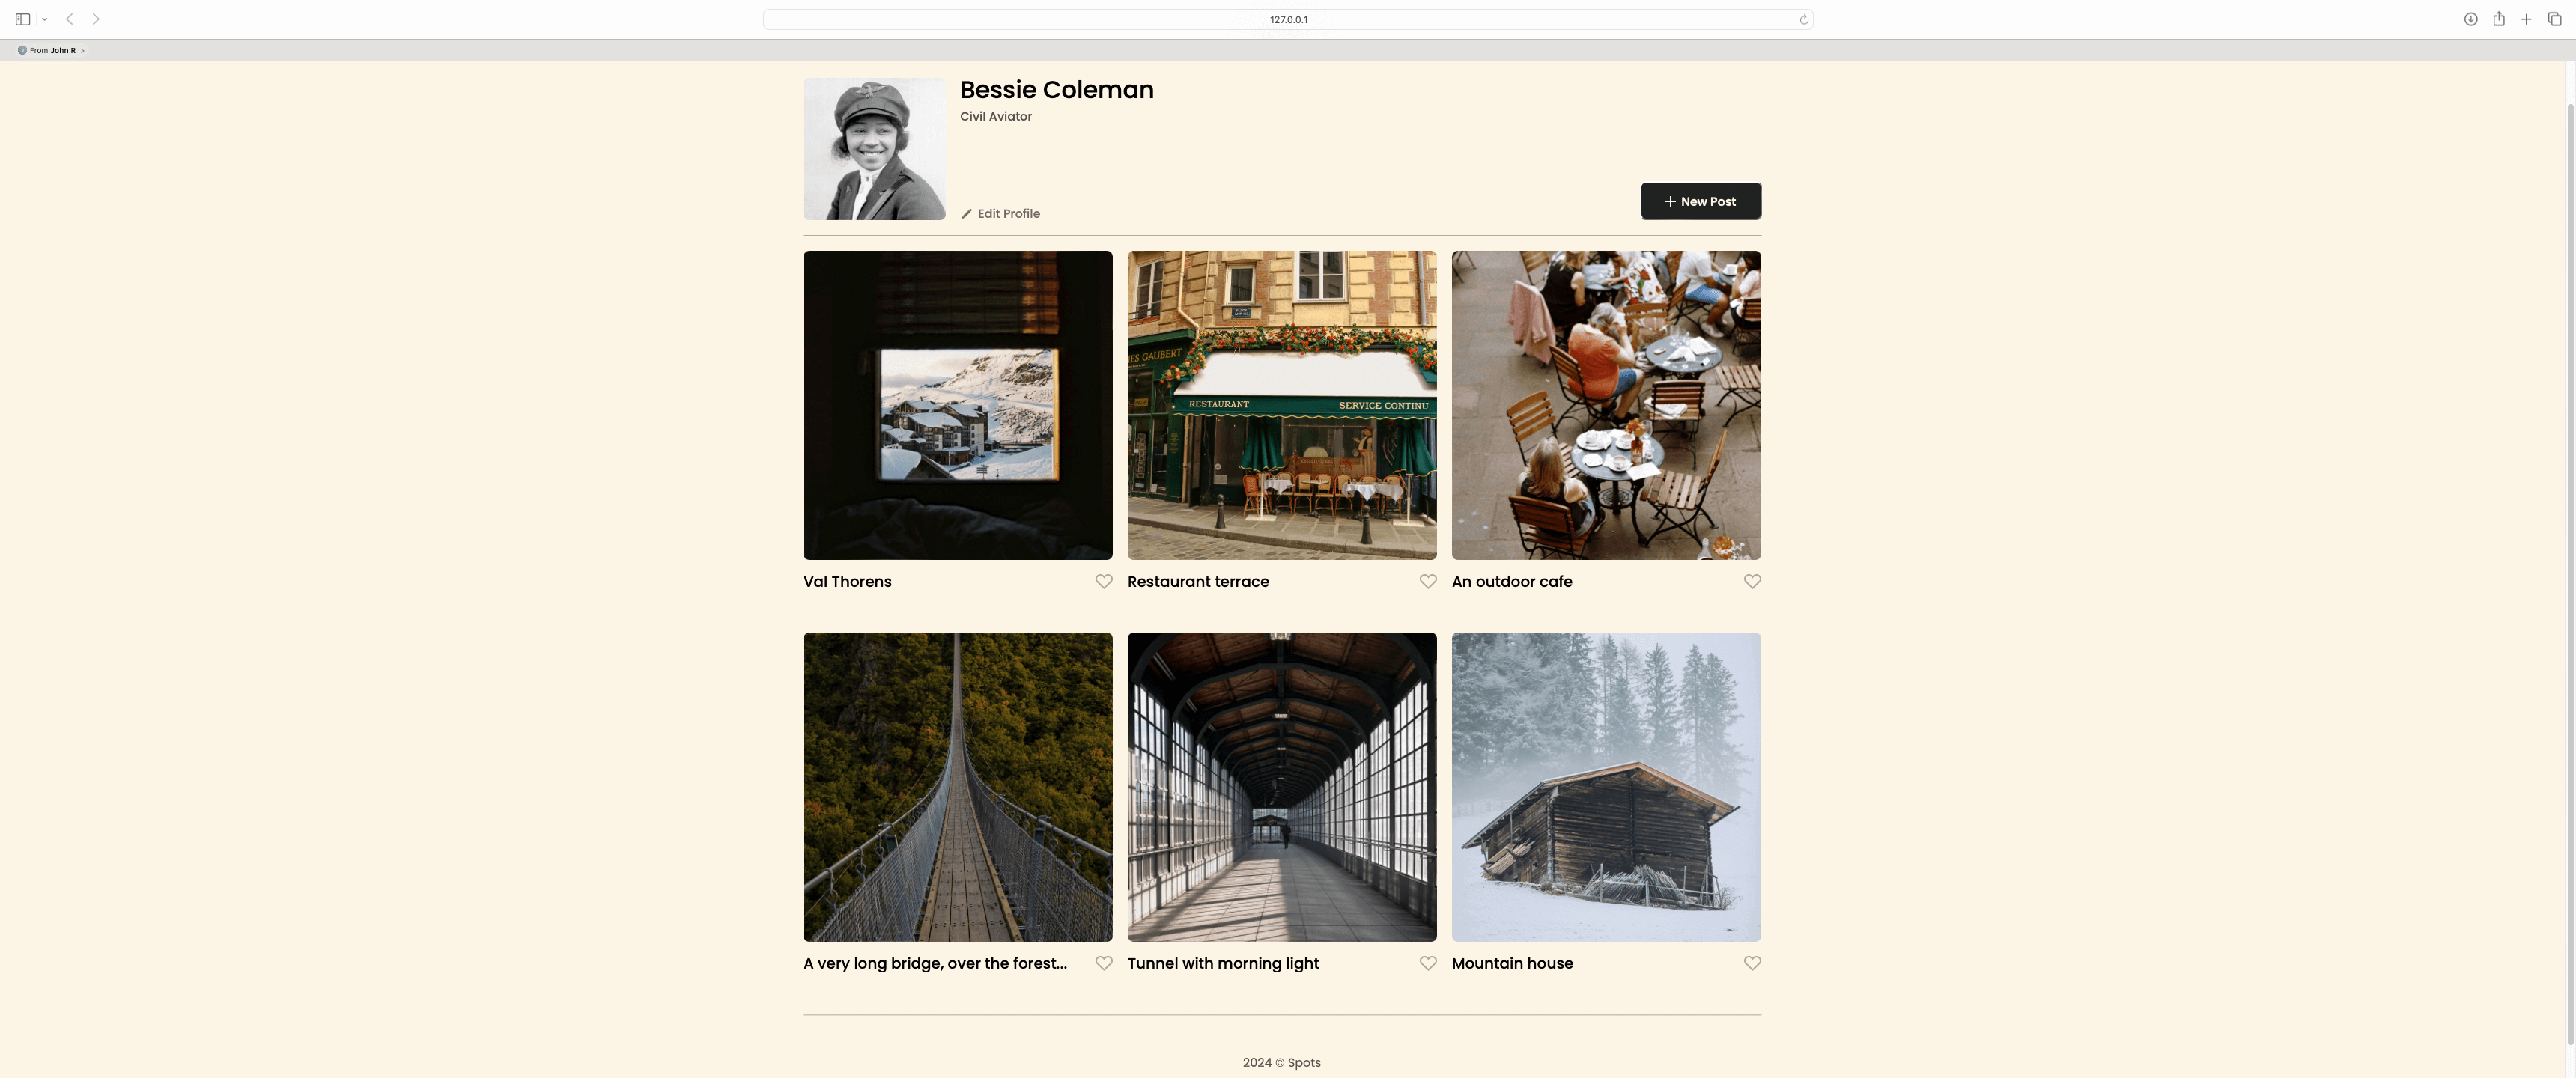 127.0.0.1
From John R >
Bessie Coleman
Civil Aviator
Edit Profile
+ New Post
ES GAUBERT
RESTAURANT
SERVICE CONTINU
Val Thorens
Restaurant terrace
An outdoor cafe
A very long bridge, over the forest...
Tunnel with morning light
Mountain house
2024 © Spots